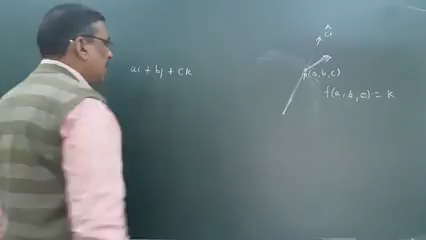 ai + bj + ck
û
P(a, b, c)
f(a, b, c) = k